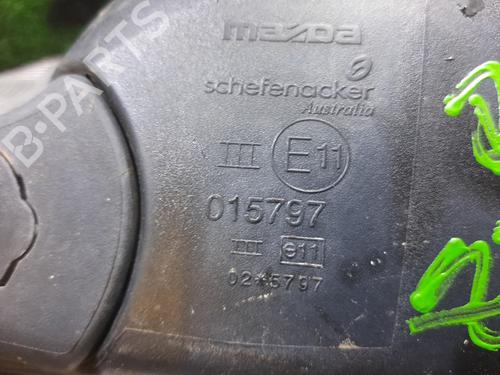 mazda
schefenacker
Australia
III E11
015797
III e11
02*5797
B-PARTS